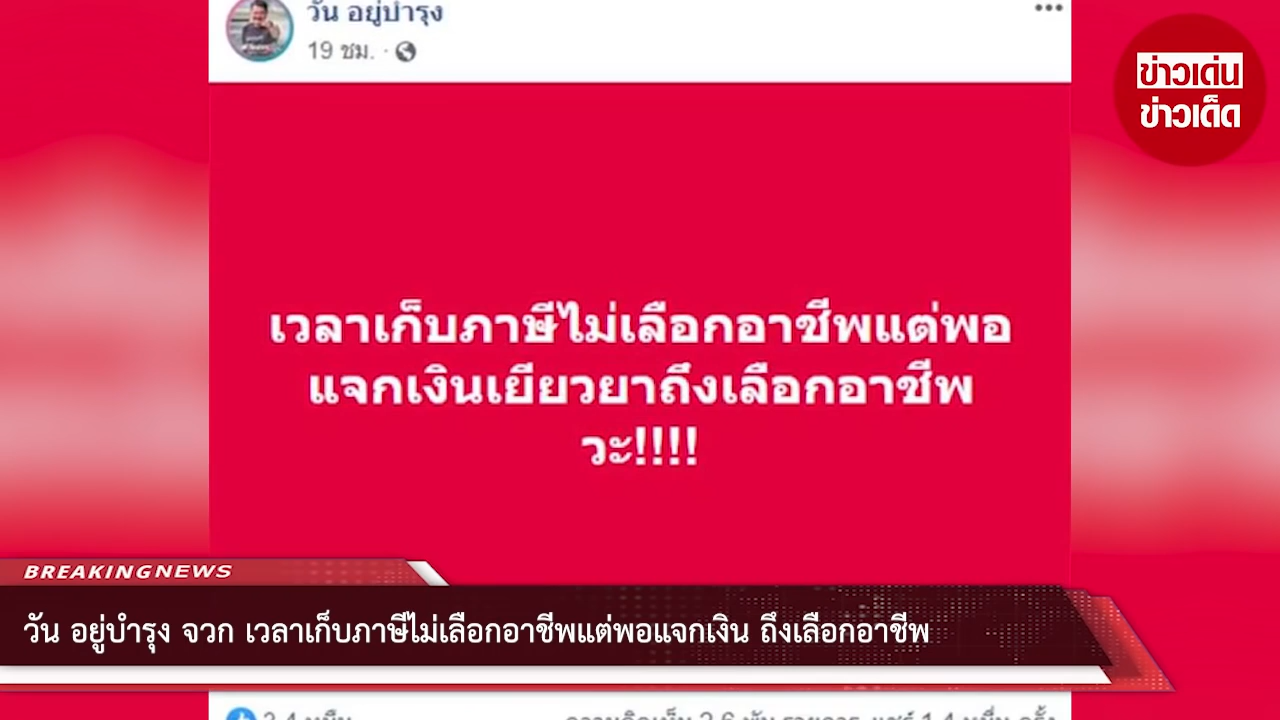 วัน อยู่บำรุง
19 ชม. ·
ข่าวเด่น
ข่าวเด็ด
เวลาเก็บภาษีไม่เลือกอาชีพแต่พอ
แจกเงินเยียวยาถึงเลือกอาชีพ
วะ!!!!
BREAKINGNEWS
วัน อยู่บำรุง จวก เวลาเก็บภาษีไม่เลือกอาชีพแต่พอแจกเงิน ถึงเลือกอาชีพ